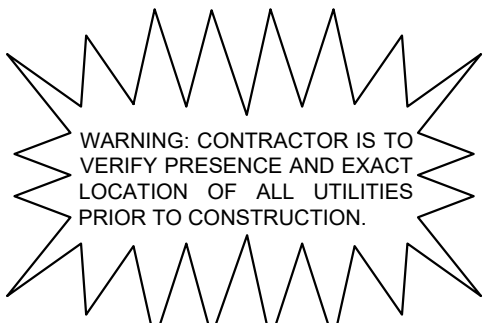 WARNING: CONTRACTOR IS TO
VERIFY PRESENCE AND EXACT
LOCATION OF ALL UTILITIES
PRIOR TO CONSTRUCTION.